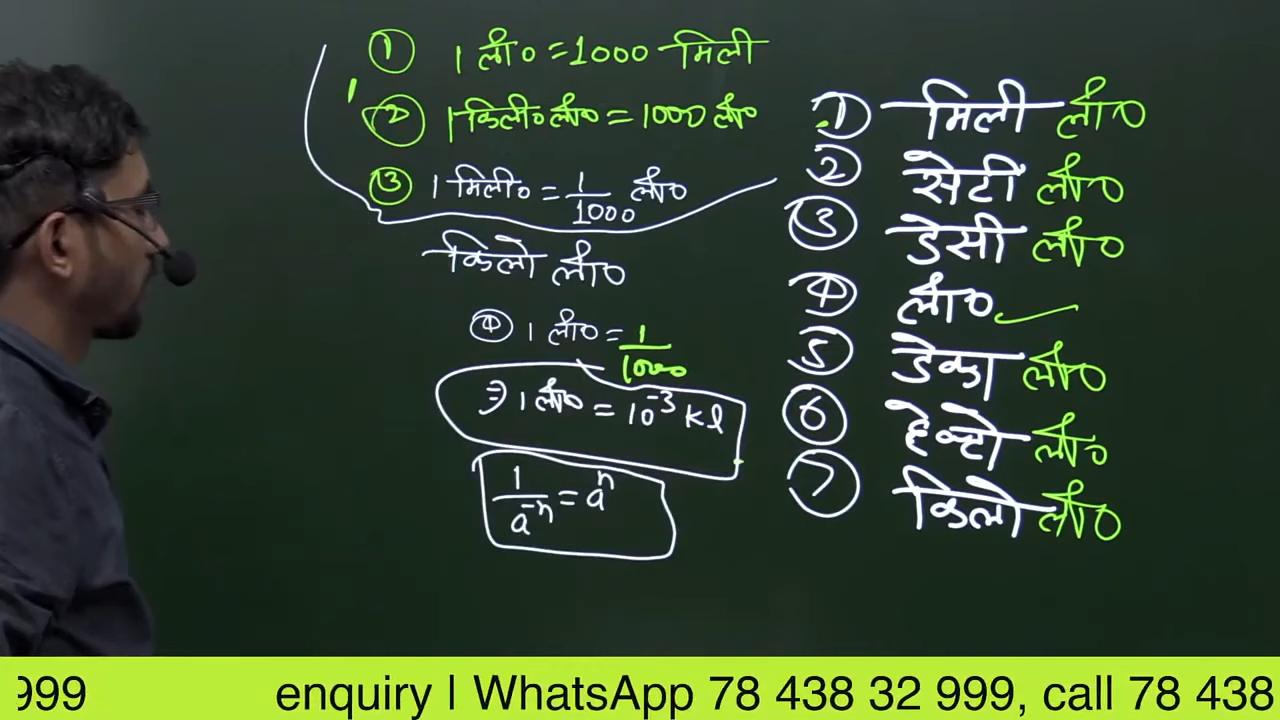 ① 1 ली० = 1000 मिली
② 1 किली० ली० = 1000 ली०
③ 1 मिली० = 1/1000 ली०
किलो ली०
④ 1 ली० = 1/1000
⇒ 1 ली० = 10⁻³ kl
1/a⁻ⁿ = aⁿ
① मिली ली०
② सेटीं ली०
③ डेसी ली०
④ ली० ✓
5 डेका ली०
⑥ हेक्टो ली०
⑦ किलो ली०
999 enquiry I WhatsApp 78 438 32 999, call 78 438